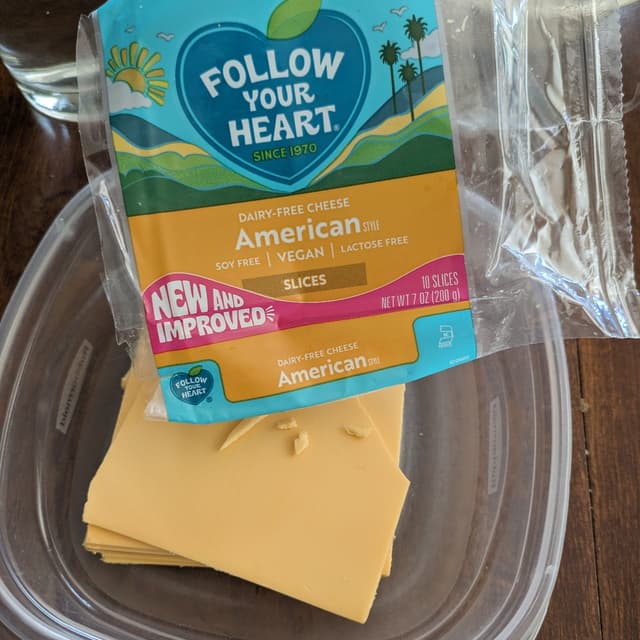 FOLLOW
YOUR
HEART®
SINCE 1970
DAIRY-FREE CHEESE
American STYLE
SOY FREE | VEGAN | LACTOSE FREE
SLICES
NEW AND
IMPROVED
10 SLICES
NET WT 7 OZ (200 g)
DAIRY-FREE CHEESE
American STYLE
FOLLOW
YOUR
HEART